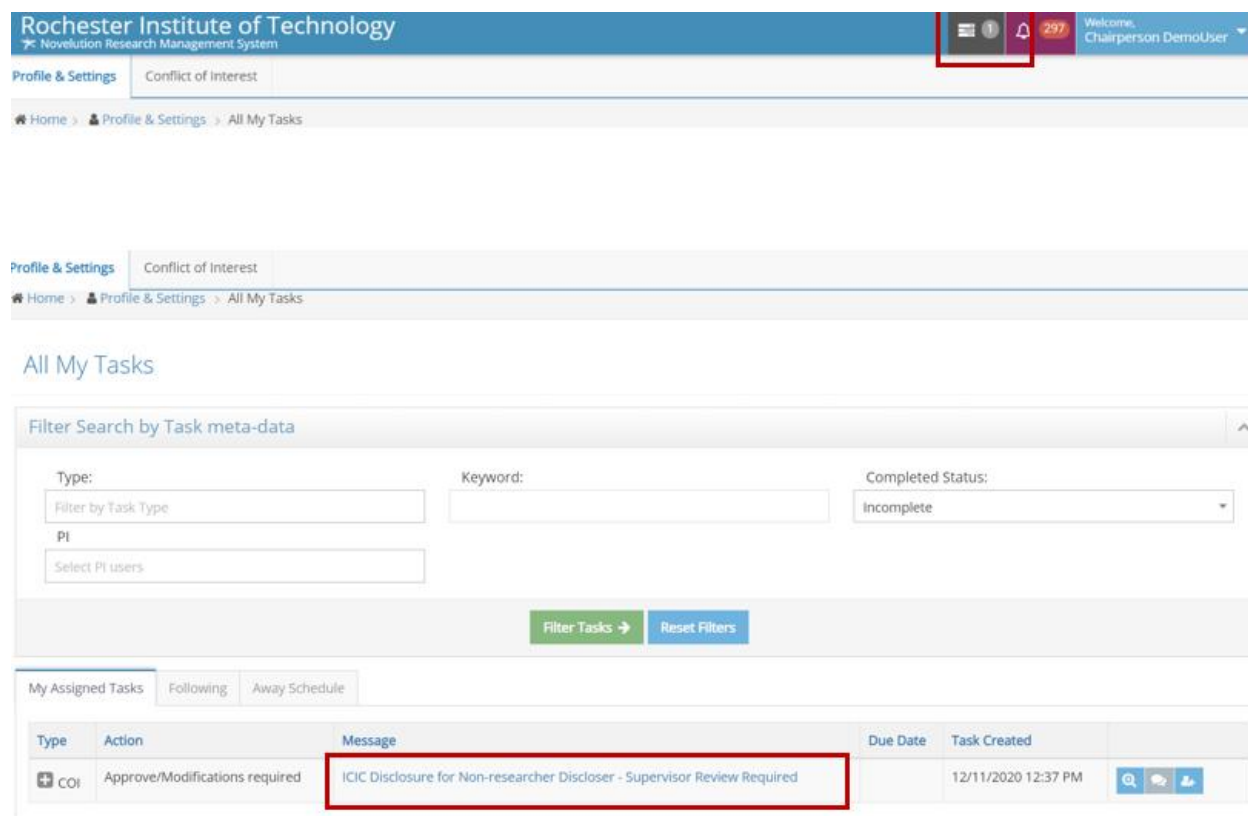 Rochester Institute of Technology
Novelution Research Management System
1
297
Welcome,
Chairperson DemoUser
Profile & Settings
Conflict of Interest
Home > Profile & Settings > All My Tasks
Profile & Settings
Conflict of Interest
Home > Profile & Settings > All My Tasks
All My Tasks
Filter Search by Task meta-data
Type:
Keyword:
Completed Status:
Filter by Task Type
Incomplete
PI
Select PI users
Filter Tasks
Reset Filters
My Assigned Tasks
Following
Away Schedule
Type
Action
Message
Due Date
Task Created
COI
Approve/Modifications required
ICIC Disclosure for Non-researcher Discloser - Supervisor Review Required
12/11/2020 12:37 PM